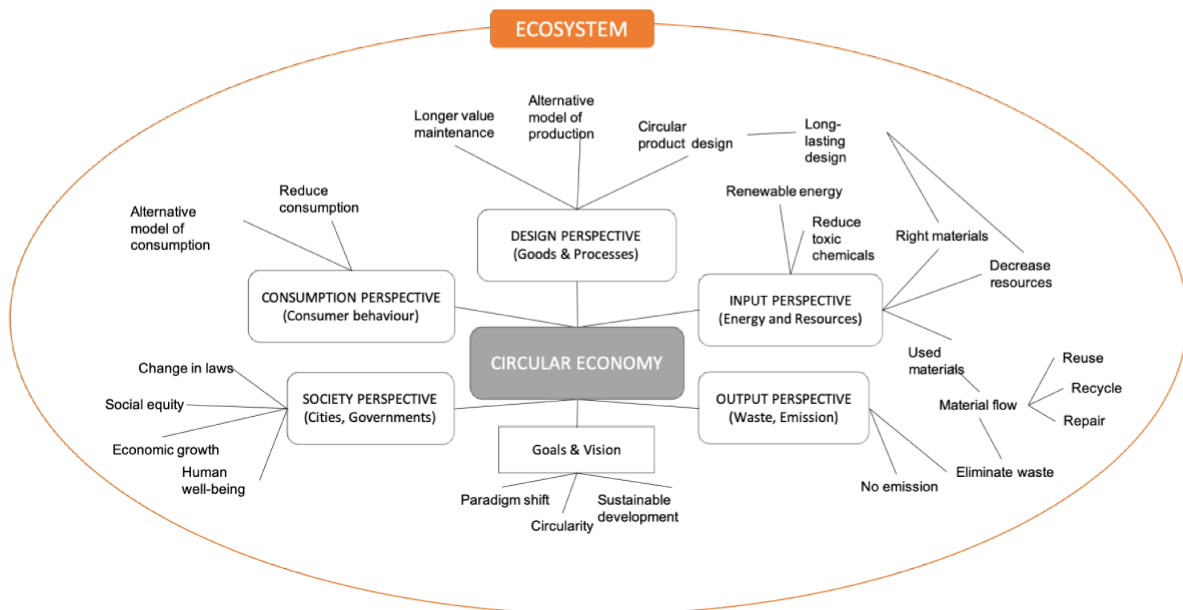 ECOSYSTEM
Longer value
maintenance
Alternative
model of
production
Circular
product design
Long-
lasting
design
Renewable energy
Reduce
toxic
chemicals
Right materials
Decrease
resources
Alternative
model of
consumption
Reduce
consumption
DESIGN PERSPECTIVE
(Goods & Processes)
CONSUMPTION PERSPECTIVE
(Consumer behaviour)
INPUT PERSPECTIVE
(Energy and Resources)
CIRCULAR ECONOMY
Used
materials
Reuse
Recycle
Repair
Material flow
Change in laws
Social equity
Economic growth
Human
well-being
SOCIETY PERSPECTIVE
(Cities, Governments)
OUTPUT PERSPECTIVE
(Waste, Emission)
Goals & Vision
Paradigm shift
Circularity
Sustainable
development
No emission
Eliminate waste